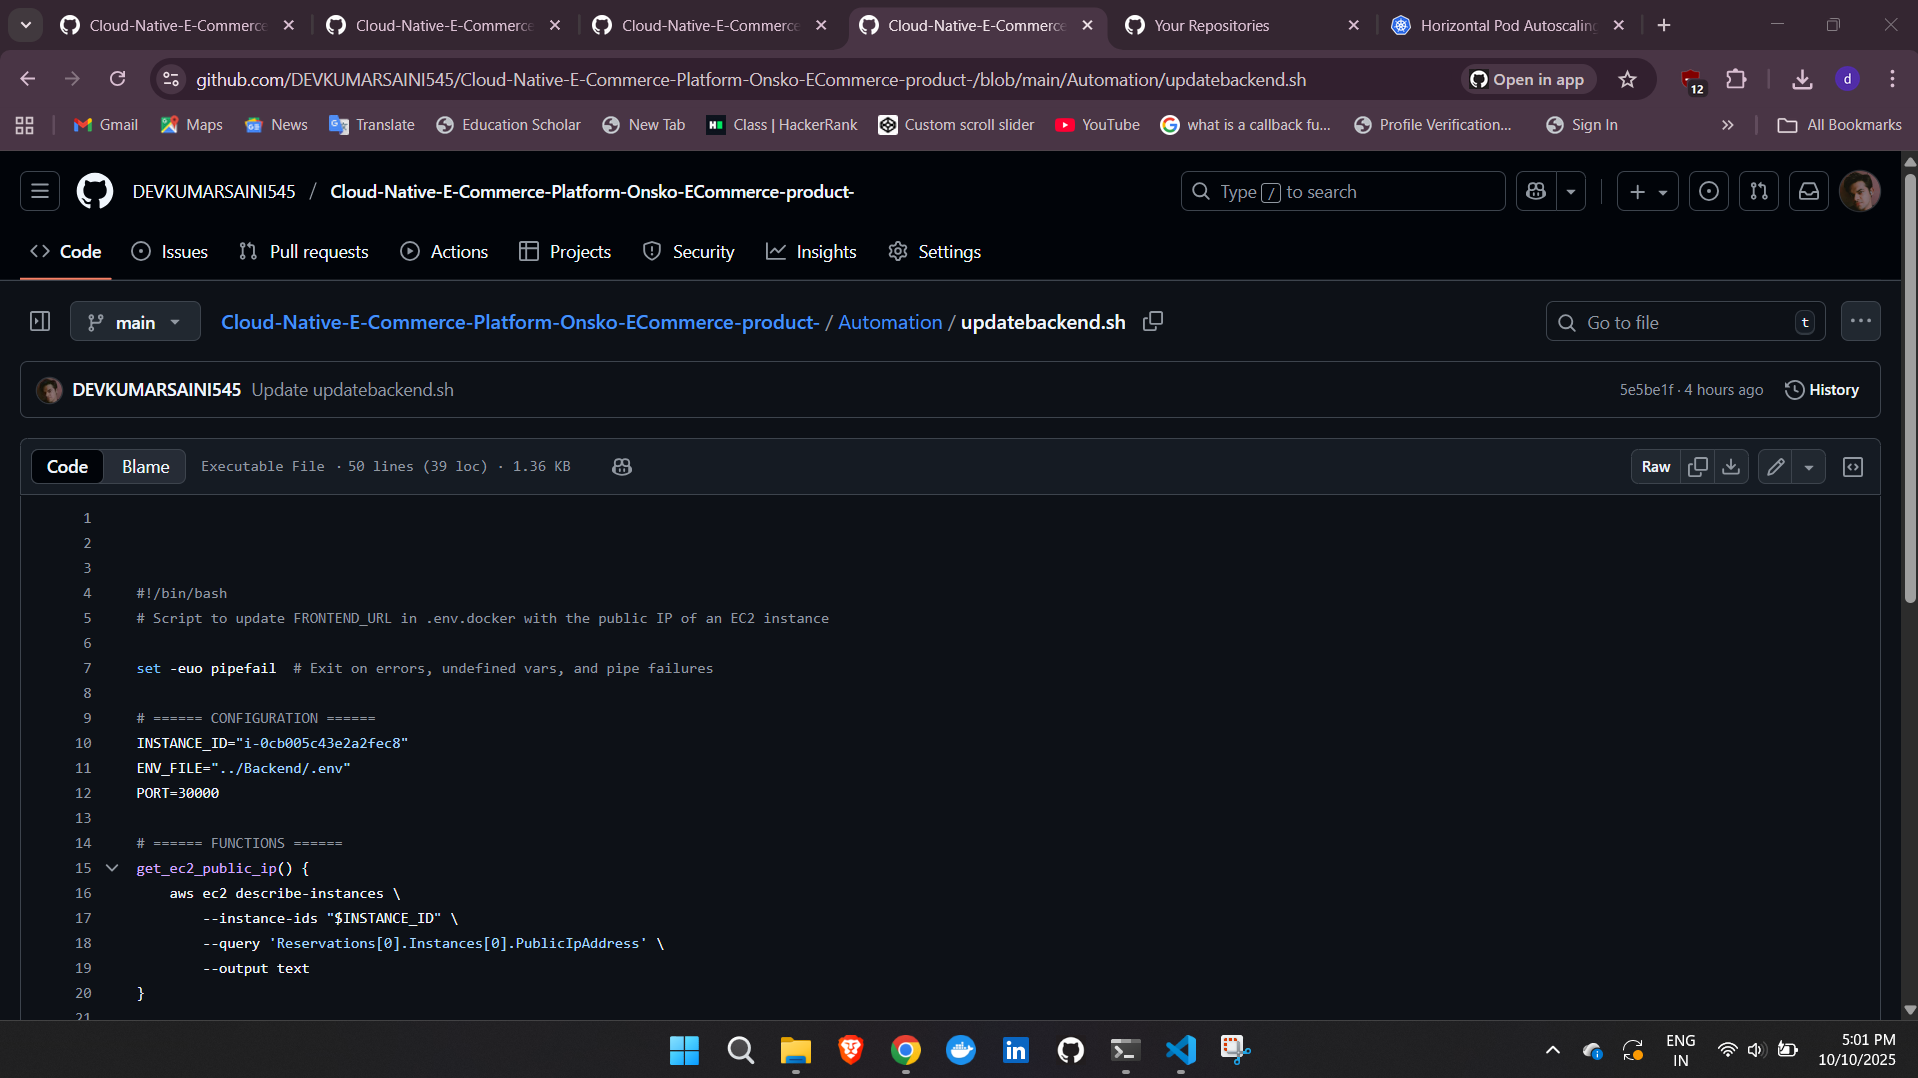 Cloud-Native-E-Commerce
Cloud-Native-E-Commerce
Cloud-Native-E-Commerce
Cloud-Native-E-Commerce
Your Repositories
Horizontal Pod Autoscaling
github.com/DEVKUMARSAINI545/Cloud-Native-E-Commerce-Platform-Onsko-ECommerce-product-/blob/main/Automation/updatebackend.sh
Open in app
12
d
Gmail
Maps
News
Translate
Education Scholar
New Tab
Class | HackerRank
Custom scroll slider
YouTube
what is a callback fu...
Profile Verification...
Sign In
All Bookmarks
DEVKUMARSAINI545 / Cloud-Native-E-Commerce-Platform-Onsko-ECommerce-product-
Type / to search
Code
Issues
Pull requests
Actions
Projects
Security
Insights
Settings
main
Cloud-Native-E-Commerce-Platform-Onsko-ECommerce-product- / Automation / updatebackend.sh
Go to file
t
DEVKUMARSAINI545 Update updatebackend.sh
5e5be1f · 4 hours ago
History
Code
Blame
Executable File · 50 lines (39 loc) · 1.36 KB
Raw
1
2
3
4 #!/bin/bash
5 # Script to update FRONTEND_URL in .env.docker with the public IP of an EC2 instance
6
7 set -euo pipefail  # Exit on errors, undefined vars, and pipe failures
8
9 # ====== CONFIGURATION ======
10 INSTANCE_ID="i-0cb005c43e2a2fec8"
11 ENV_FILE="../Backend/.env"
12 PORT=30000
13
14 # ====== FUNCTIONS ======
15 get_ec2_public_ip() {
16     aws ec2 describe-instances \
17         --instance-ids "$INSTANCE_ID" \
18         --query 'Reservations[0].Instances[0].PublicIpAddress' \
19         --output text
20 }
21
ENG
IN
5:01 PM
10/10/2025